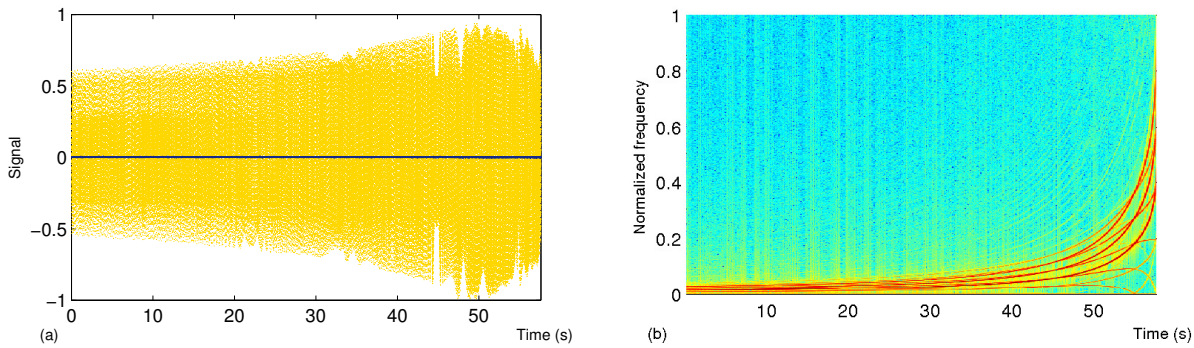 1
0.5
0
−0.5
−1
Signal
0 10 20 30 40 50
(a) Time (s)
1
0.8
0.6
0.4
0.2
0
Normalized frequency
10 20 30 40 50
(b) Time (s)